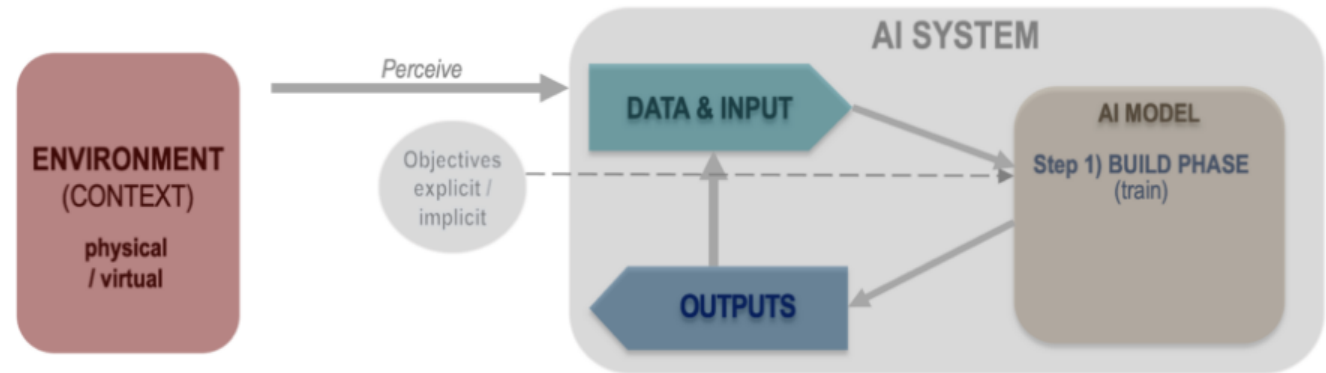 AI SYSTEM
Perceive
DATA & INPUT
AI MODEL
ENVIRONMENT
(CONTEXT)
physical
/ virtual
Objectives
explicit /
implicit
Step 1) BUILD PHASE
(train)
OUTPUTS